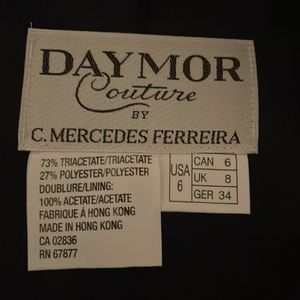 DAYMOR
Couture
BY
C. MERCEDES FERREIRA
73% TRIACETATE/TRIACETATE
27% POLYESTER/POLYESTER
DOUBLURE/LINING:
100% ACETATE/ACETATE
FABRIQUE Á HONG KONG
MADE IN HONG KONG
CA 02836
RN 67877
USA 6
CAN 6
UK 8
GER 34